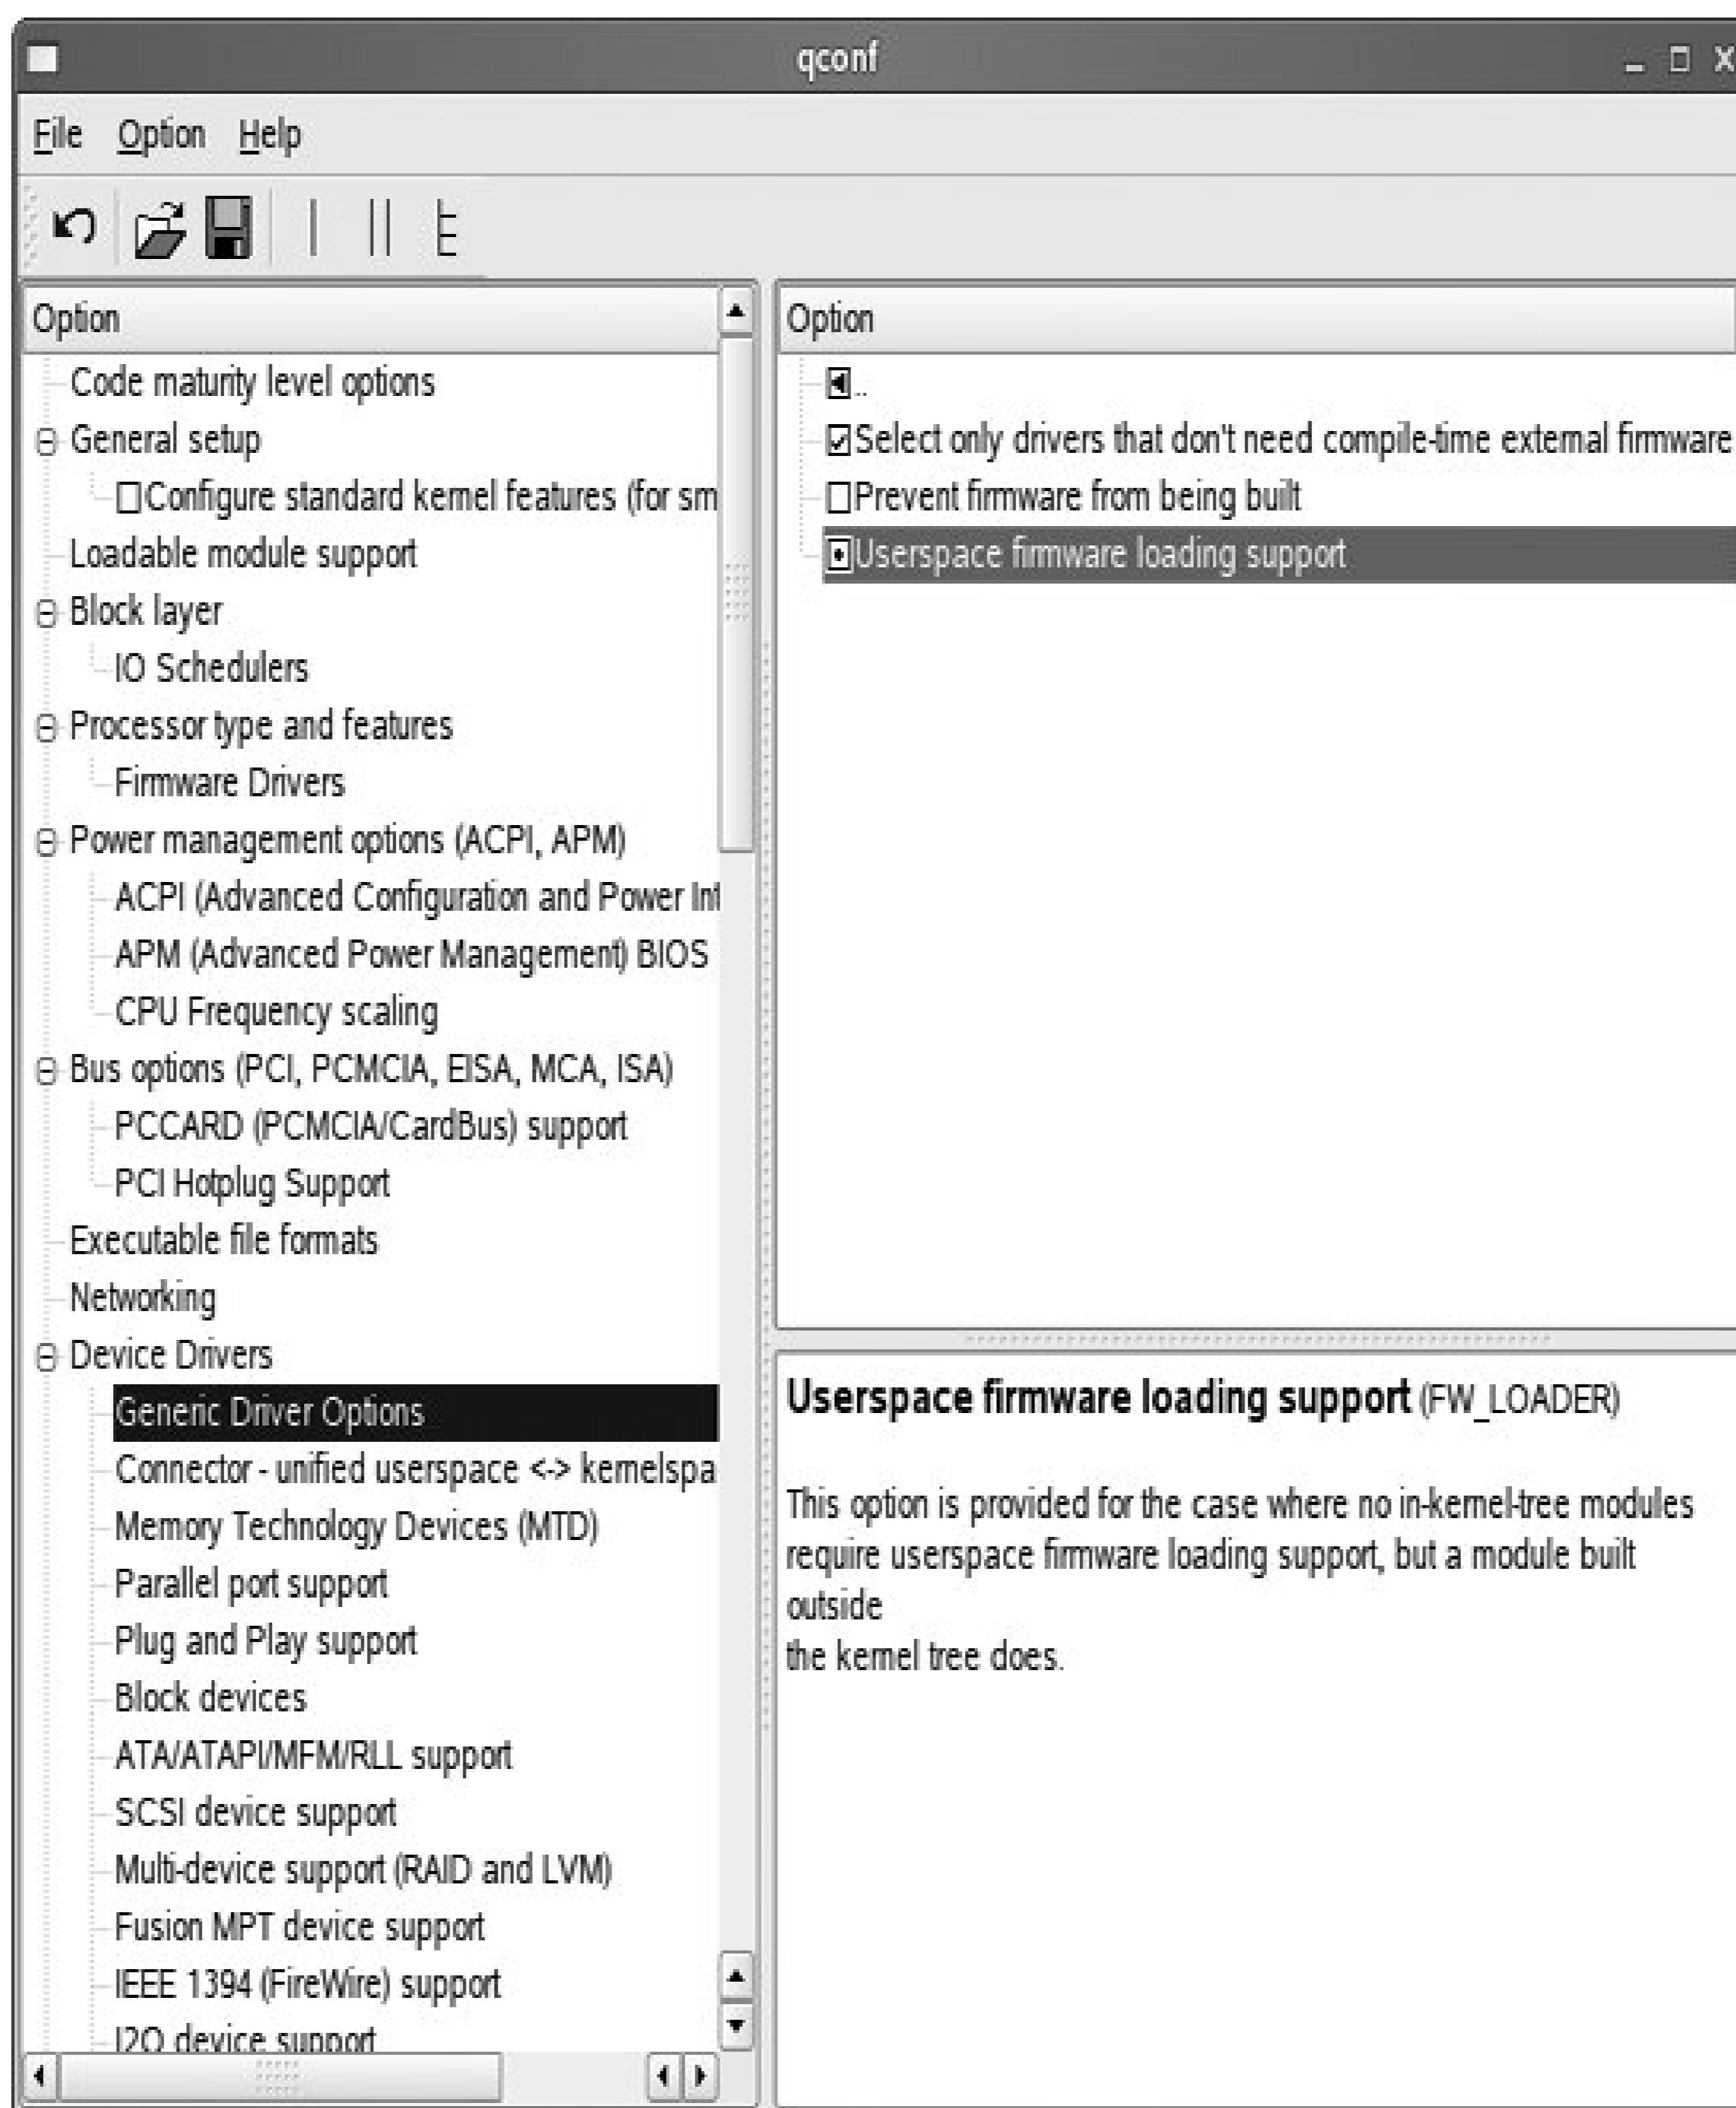 qconf
File Option Help
Option
Code maturity level options
General setup
Configure standard kernel features (for sm
Loadable module support
Block layer
IO Schedulers
Processor type and features
Firmware Drivers
Power management options (ACPI, APM)
ACPI (Advanced Configuration and Power Int
APM (Advanced Power Management) BIOS
CPU Frequency scaling
Bus options (PCI, PCMCIA, EISA, MCA, ISA)
PCCARD (PCMCIA/CardBus) support
PCI Hotplug Support
Executable file formats
Networking
Device Drivers
Generic Driver Options
Connector - unified userspace <-> kernelspa
Memory Technology Devices (MTD)
Parallel port support
Plug and Play support
Block devices
ATA/ATAPI/MFM/RLL support
SCSI device support
Multi-device support (RAID and LVM)
Fusion MPT device support
IEEE 1394 (FireWire) support
I2O device support
Option
..
Select only drivers that don't need compile-time external firmware
Prevent firmware from being built
Userspace firmware loading support
Userspace firmware loading support (FW_LOADER)
This option is provided for the case where no in-kernel-tree modules
require userspace firmware loading support, but a module built
outside
the kernel tree does.